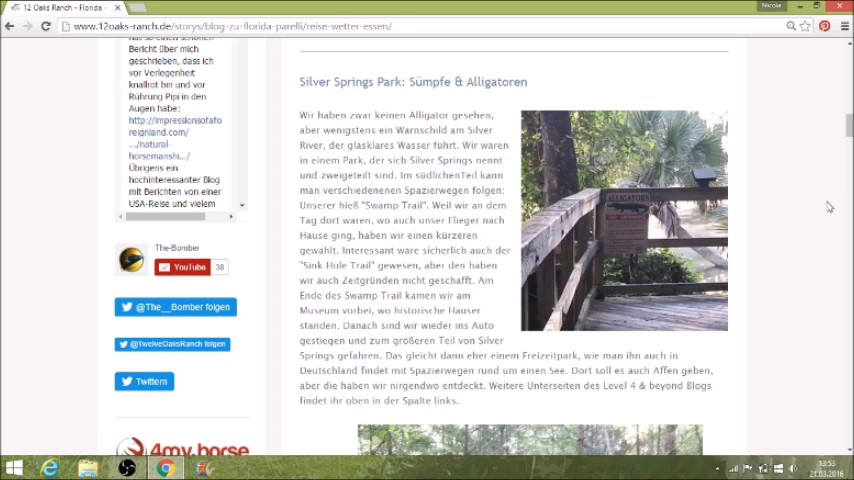 12 Oaks Ranch - Florida -
Nicole
www.12oaks-ranch.de/storys/blog-zu-florida-parelli/reise-wetter-essen/
Bericht über mich
geschrieben, dass ich
vor Verlegenheit
knallrot bin und vor
Rührung Pipi in den
Augen habe:
http://impressionsofafo
reignland.com/
.../natural-
horsemanshi.../
Übrigens ein
hochinteressanter Blog
mit Berichten von einer
USA-Reise und vielem
The-Bomber
YouTube 38
@The__Bomber folgen
@TwelveOaksRanch folgen
Twittern
4my.horse
Silver Springs Park: Sümpfe & Alligatoren
Wir haben zwar keinen Alligator gesehen,
aber wenigstens ein Warnschild am Silver
River, der glasklares Wasser führt. Wir waren
in einem Park, der sich Silver Springs nennt
und zweigeteilt sind. Im südlichenTeil kann
man verschiedenenen Spazierwegen folgen:
Unserer hieß "Swamp Trail". Weil wir an dem
Tag dort waren, wo auch unser Flieger nach
Hause ging, haben wir einen kürzeren
gewählt. Interessant wäre sicherlich auch der
"Sink Hole Trail" gewesen, aber den haben
wir auch Zeitgründen nicht geschafft. Am
Ende des Swamp Trail kamen wir am
Museum vorbei, wo historische Häuser
standen. Danach sind wir wieder ins Auto
gestiegen und zum größeren Teil von Silver
Springs gefahren. Das gleicht dann eher einem Freizeitpark, wie man ihn auch in
Deutschland findet mit Spazierwegen rund um einen See. Dort soll es auch Affen geben,
aber die haben wir nirgendwo entdeckt. Weitere Unterseiten des Level 4 & beyond Blogs
findet ihr oben in der Spalte links.
ALLIGATORS
13:53
21.03.2016